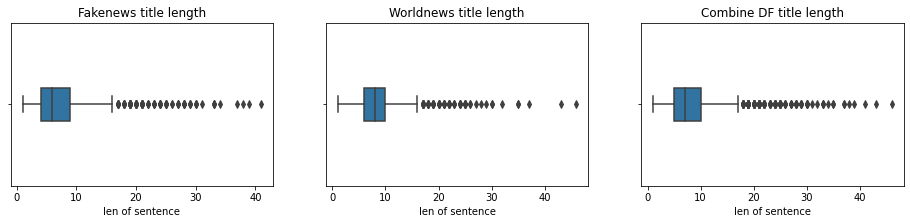 Fakenews title length
0 10 20 30 40
len of sentence
Worldnews title length
0 10 20 30 40
len of sentence
Combine DF title length
0 10 20 30 40
len of sentence